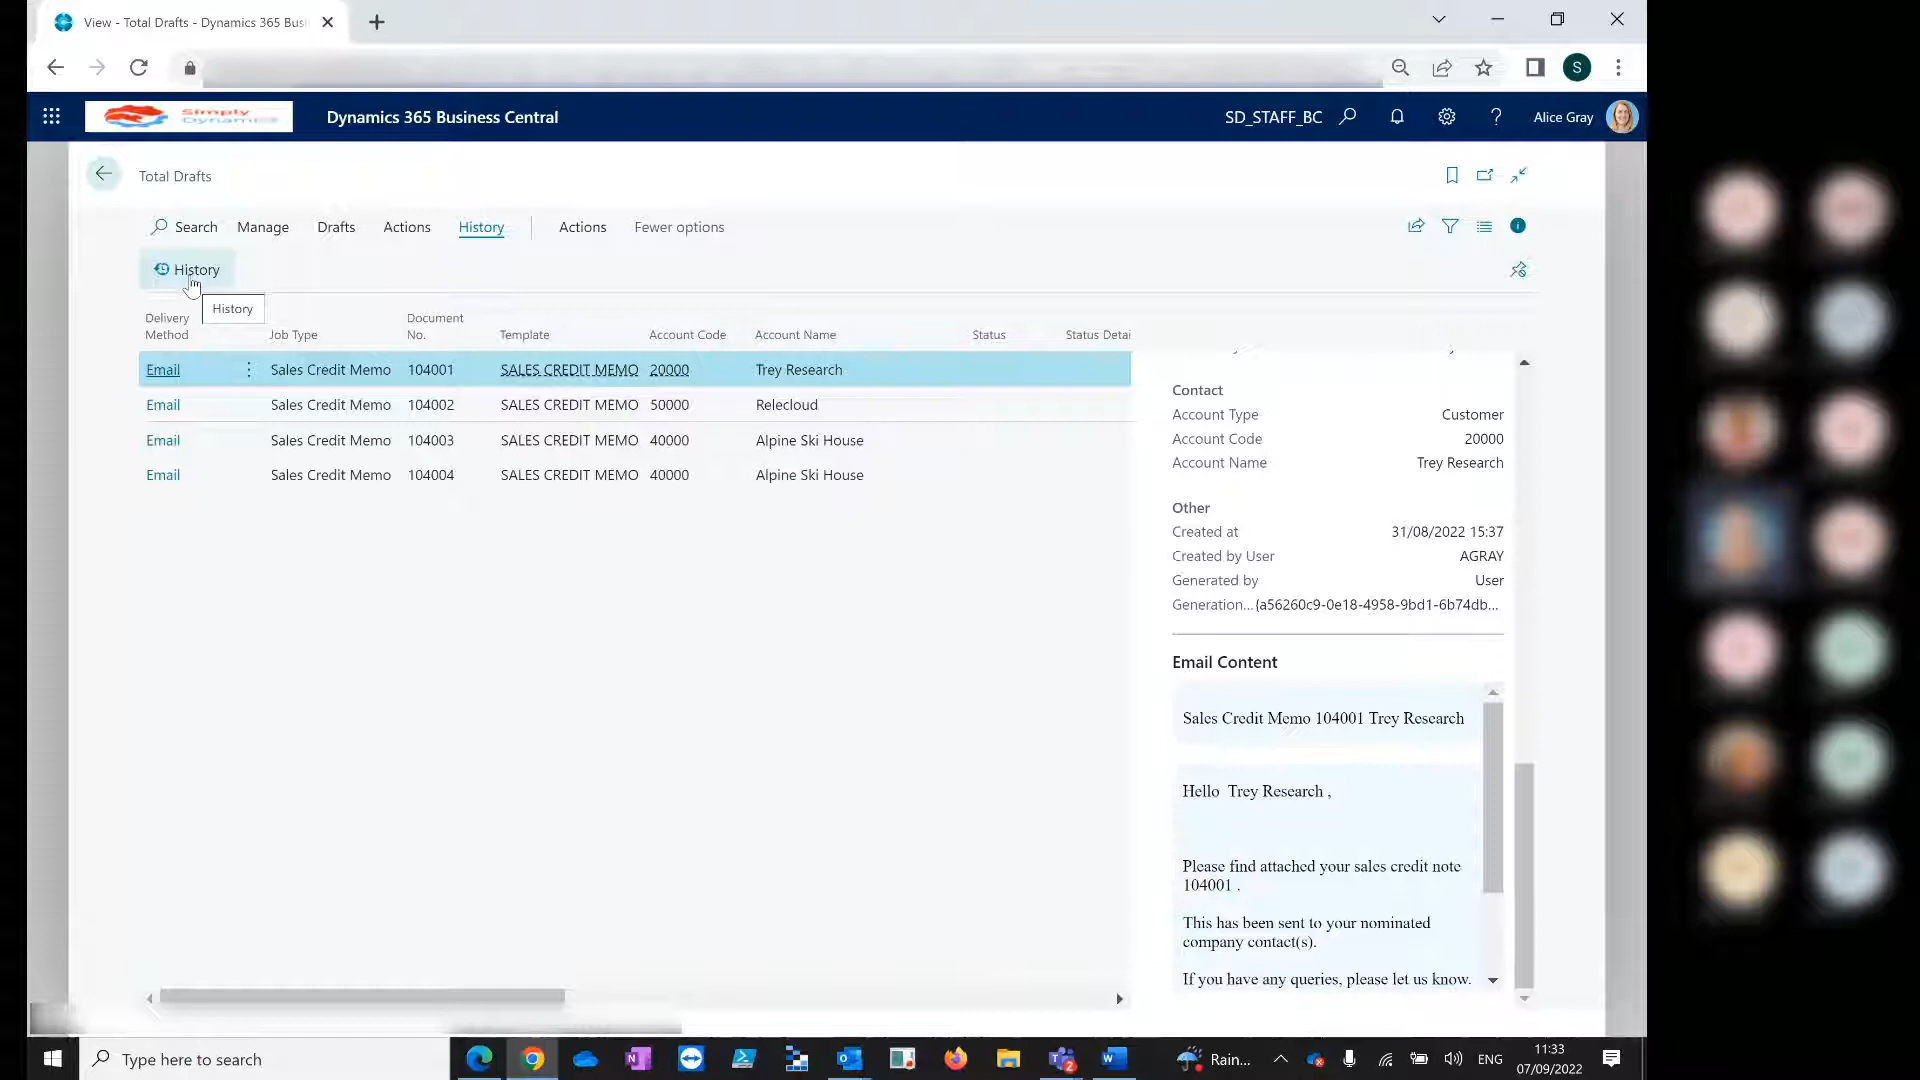 View - Total Drafts - Dynamics 365 Busi
S
Simply
Dynamics
Dynamics 365 Business Central
SD_STAFF_BC
Alice Gray
Total Drafts
Search
Manage
Drafts
Actions
History
Actions
Fewer options
History
History
Delivery
Method
Job Type
Document
No.
Template
Account Code
Account Name
Status
Status Detai
Email Sales Credit Memo 104001 SALES CREDIT MEMO 20000 Trey Research
Email Sales Credit Memo 104002 SALES CREDIT MEMO 50000 Relecloud
Email Sales Credit Memo 104003 SALES CREDIT MEMO 40000 Alpine Ski House
Email Sales Credit Memo 104004 SALES CREDIT MEMO 40000 Alpine Ski House
Contact
Account Type Customer
Account Code 20000
Account Name Trey Research
Other
Created at 31/08/2022 15:37
Created by User AGRAY
Generated by User
Generation... {a56260c9-0e18-4958-9bd1-6b74db...
Email Content
Sales Credit Memo 104001 Trey Research
Hello Trey Research ,
Please find attached your sales credit note
104001 .
This has been sent to your nominated
company contact(s).
If you have any queries, please let us know.
Type here to search
Rain...
ENG
11:33
07/09/2022